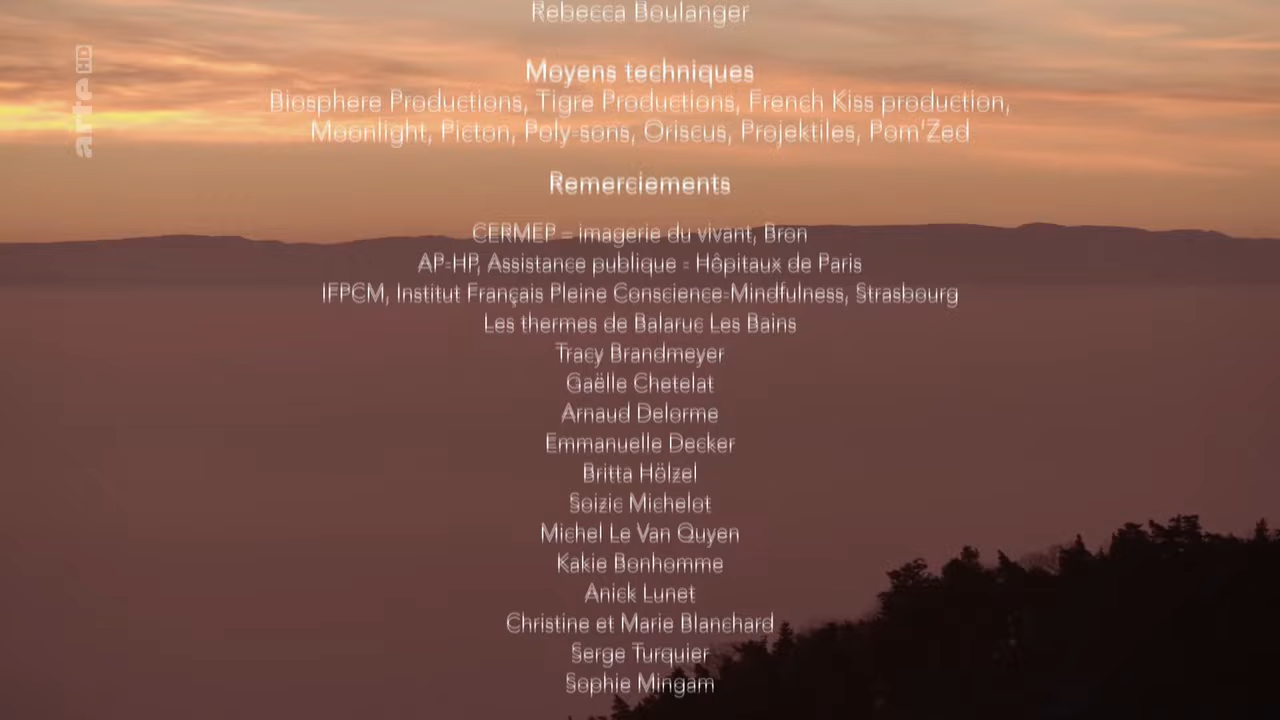 Rebecca Boulanger
arte HD
Moyens techniques
Biosphere Productions, Tigre Productions, French Kiss production,
Moonlight, Picton, Poly-sons, Oriscus, Projektiles, Pom'Zed
Remerciements
CERMEP – imagerie du vivant, Bron
AP-HP, Assistance publique - Hôpitaux de Paris
IFPCM, Institut Français Pleine Conscience-Mindfulness, Strasbourg
Les thermes de Balaruc Les Bains
Tracy Brandmeyer
Gaëlle Chetelat
Arnaud Delorme
Emmanuelle Decker
Britta Hölzel
Soizic Michelot
Michel Le Van Quyen
Kakie Bonhomme
Anick Lunet
Christine et Marie Blanchard
Serge Turquier
Sophie Mingam